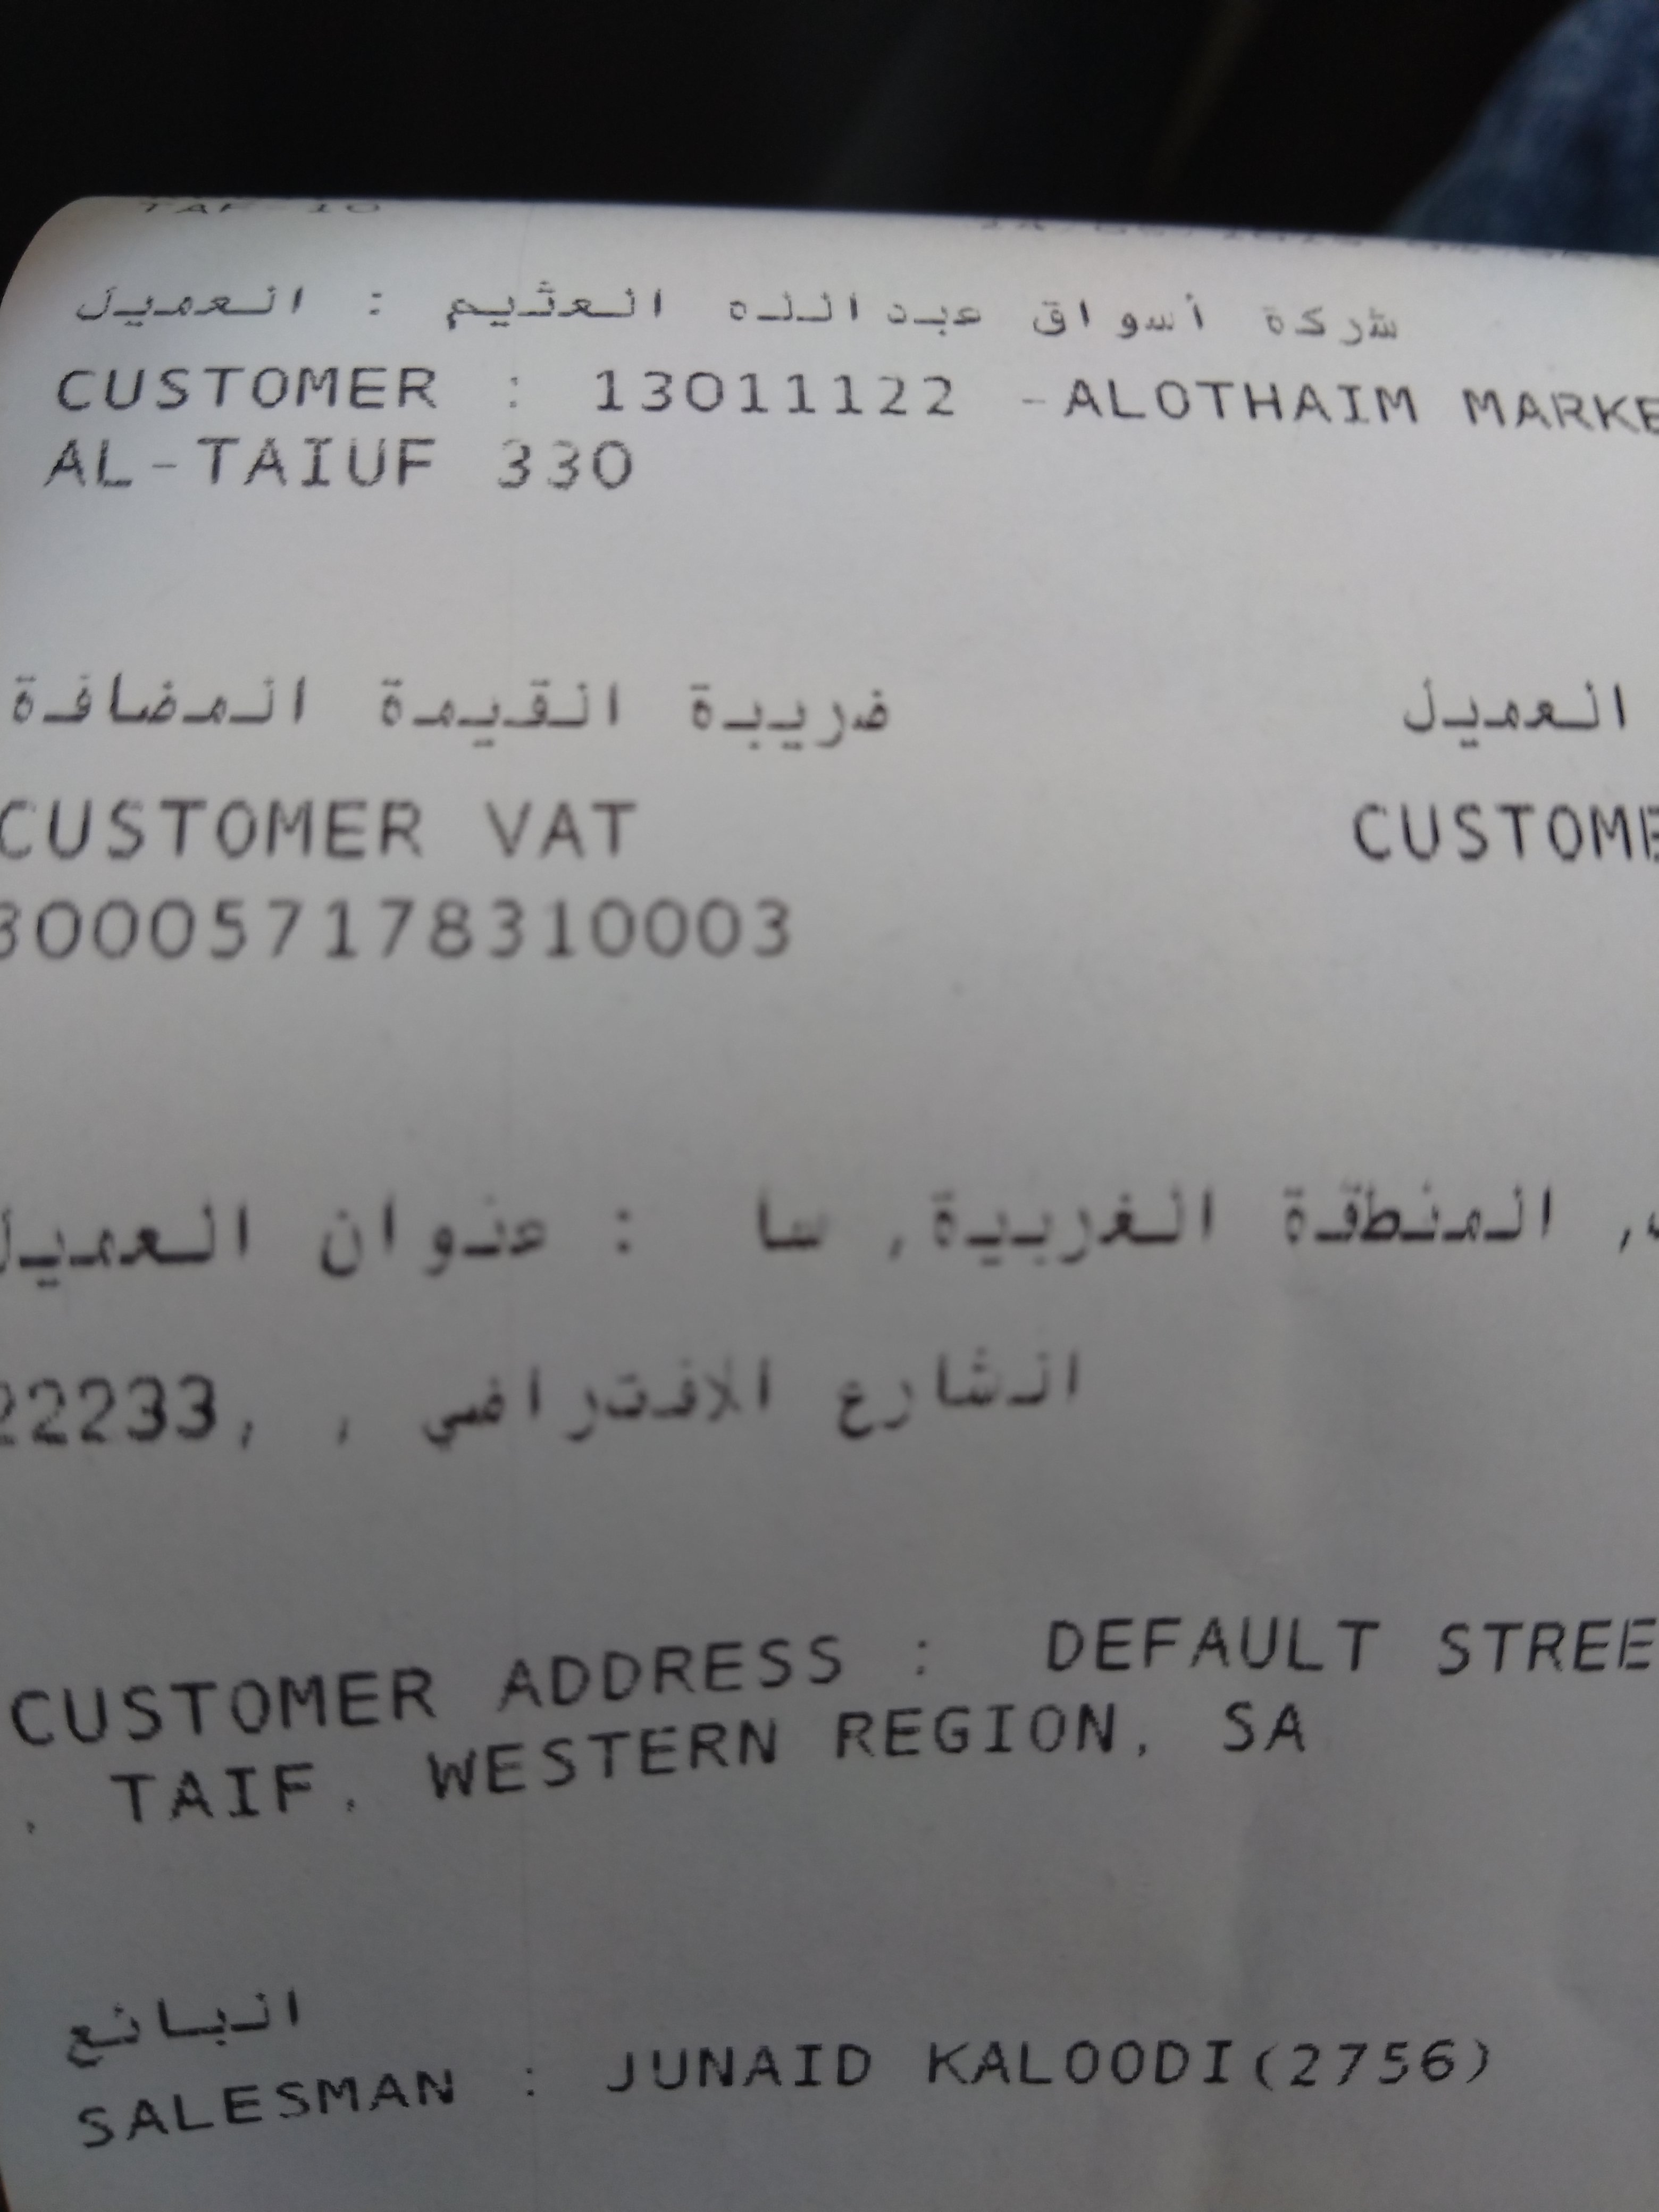 العميل : شركة أسواق عبدالله العثيم
CUSTOMER : 13011122 -ALOTHAIM MARKE
AL-TAIUF 330
ضريبة القيمة المضافة العميل
CUSTOMER VAT CUSTOME
300057178310003
عنوان العميل : المنطقة الغربية, سا
الشارع الافتراضي , ,22233
CUSTOMER ADDRESS : DEFAULT STREE
, TAIF, WESTERN REGION, SA
البائع
SALESMAN : JUNAID KALOODI(2756)